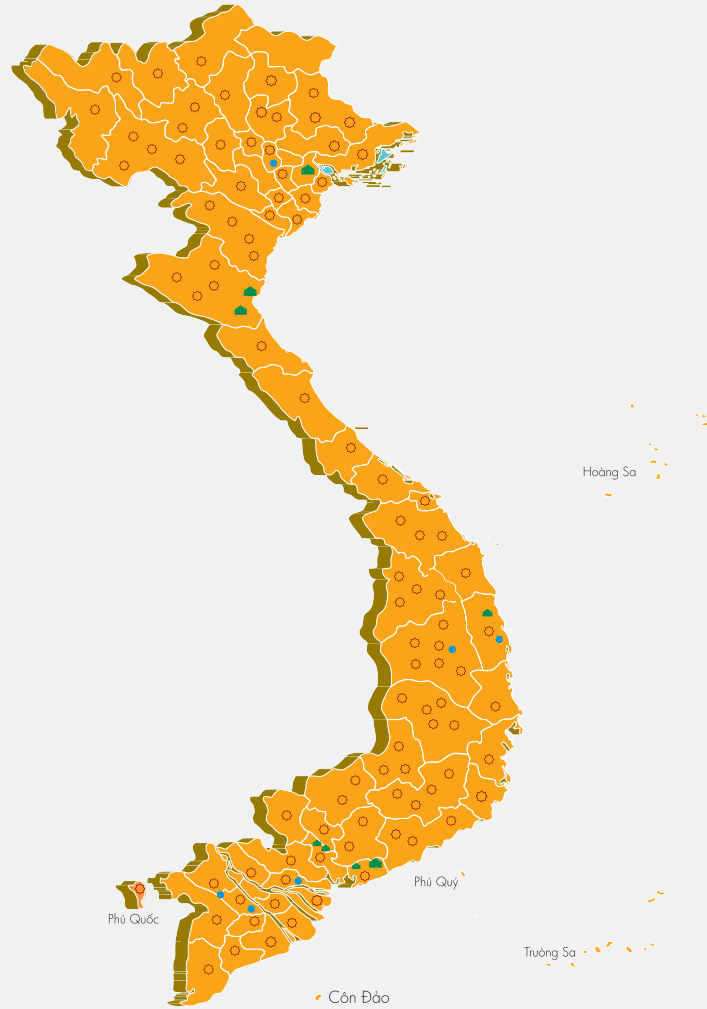 Hoàng Sa
Phú Quý
Phú Quốc
Trường Sa
Côn Đảo